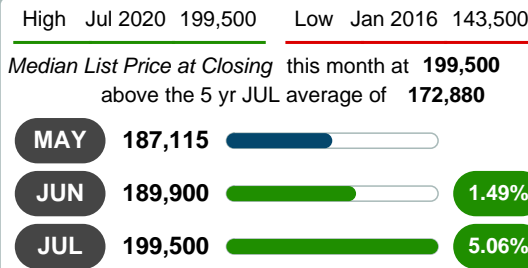 High Jul 2020 199,500 Low Jan 2016 143,500
Median List Price at Closing this month at 199,500
above the 5 yr JUL average of 172,880
MAY 187,115
JUN 189,900 1.49%
JUL 199,500 5.06%